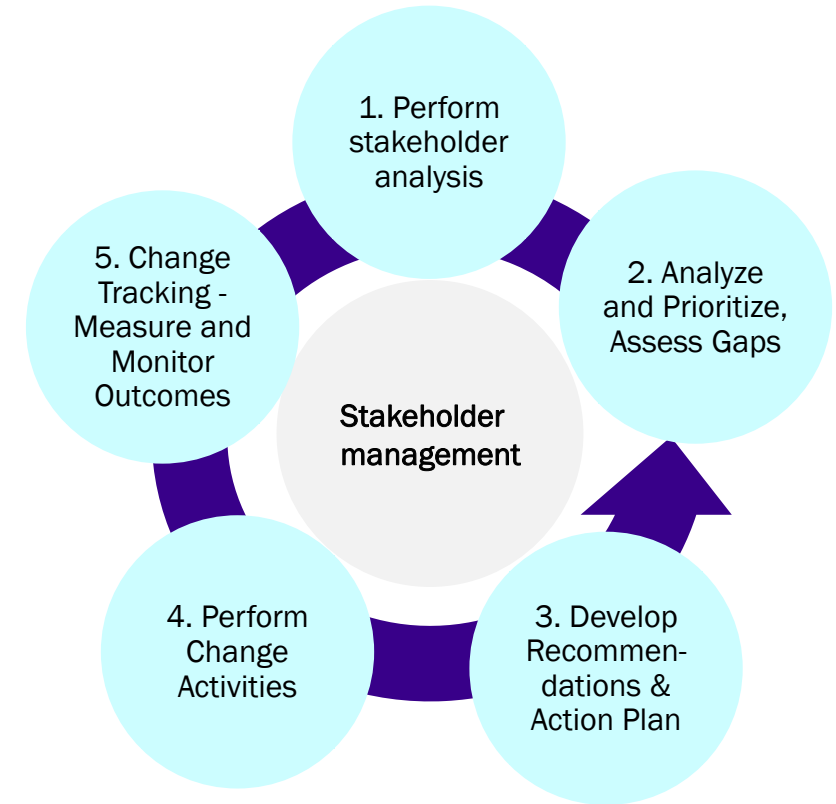 1. Perform
stakeholder
analysis
2. Analyze
and Prioritize,
Assess Gaps
3. Develop
Recommen-
dations &
Action Plan
4. Perform
Change
Activities
5. Change
Tracking -
Measure and
Monitor
Outcomes
Stakeholder
management